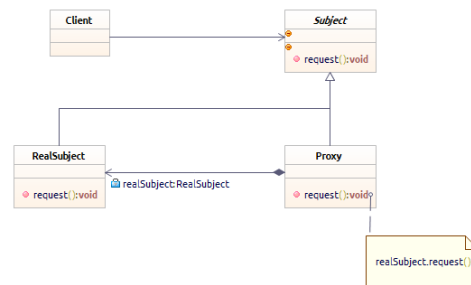 Client
Subject
request():void
RealSubject
Proxy
realSubject:RealSubject
request():void
request():void
realSubject.request()